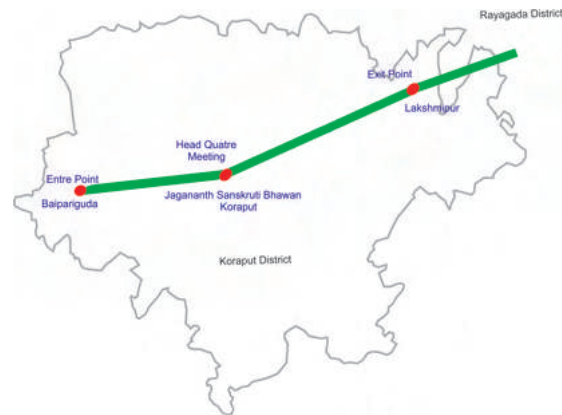 Rayagada District
Exit Point
Lakshmipur
Head Quatre
Meeting
Entre Point
Baipariguda
Jagananth Sanskruti Bhawan
Koraput
Koraput District